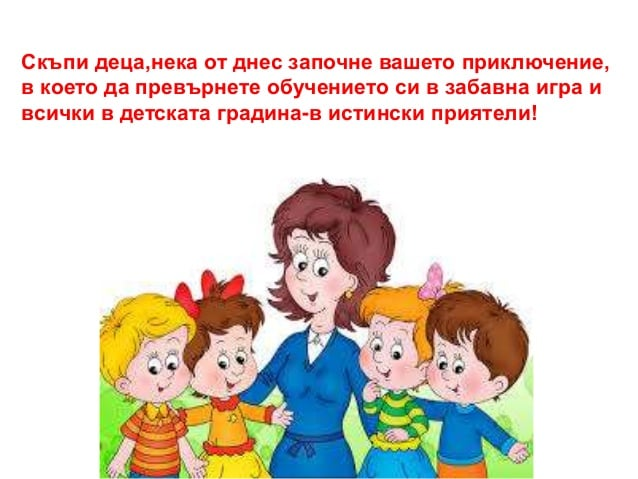 Скъпи деца,нека от днес започне вашето приключение,
в което да превърнете обучението си в забавна игра и
всички в детската градина-в истински приятели!